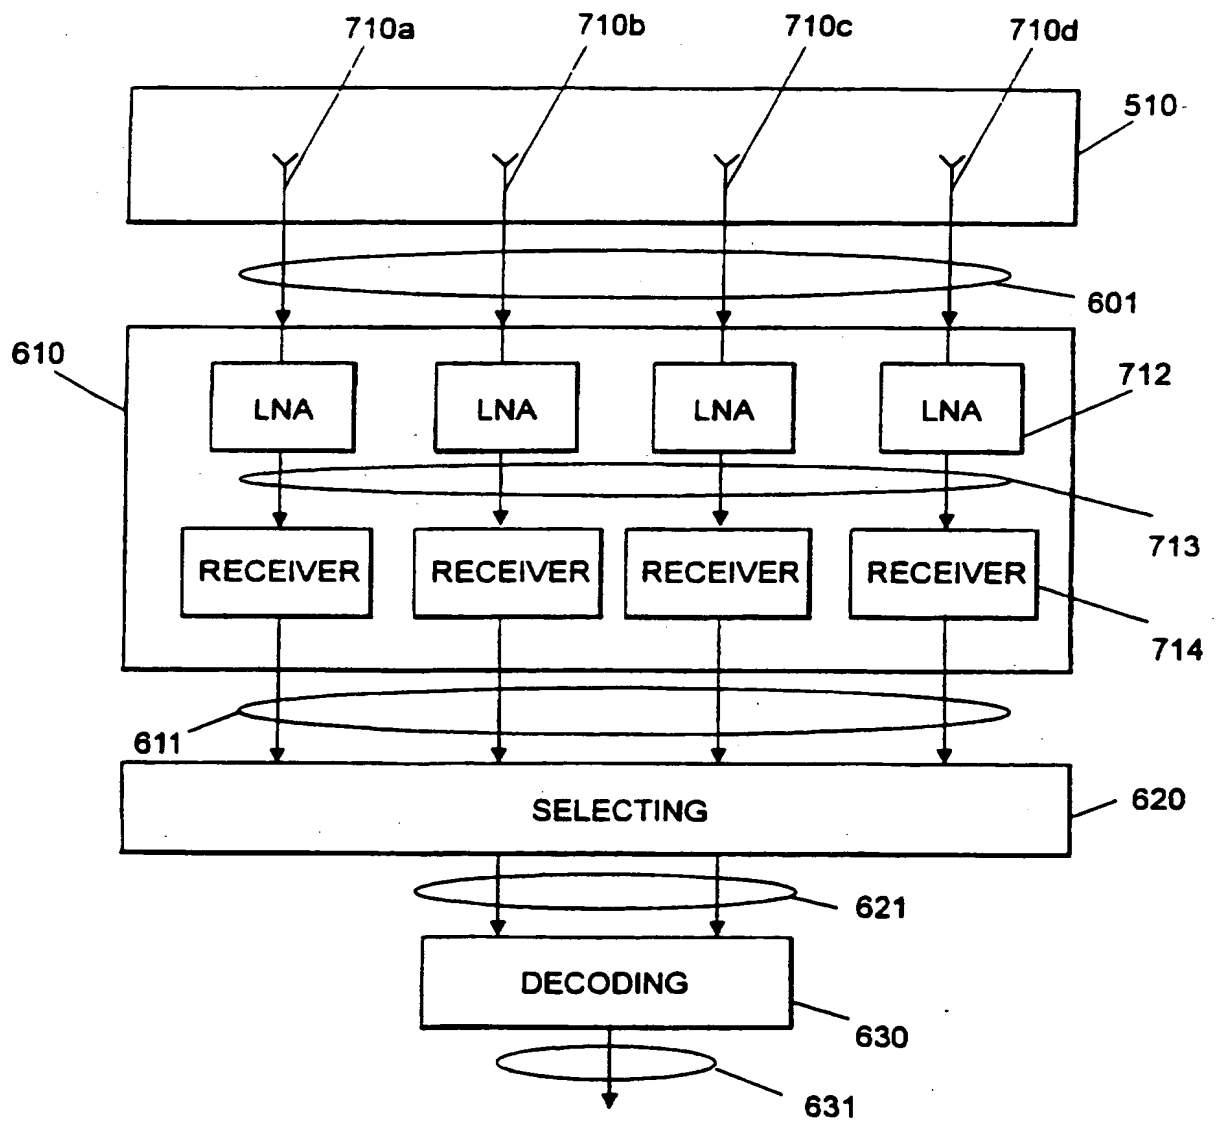 710a 710b 710c 710d
510
601
610
LNA LNA LNA LNA
712
713
RECEIVER RECEIVER RECEIVER RECEIVER
714
611
SELECTING
620
621
DECODING
630
631